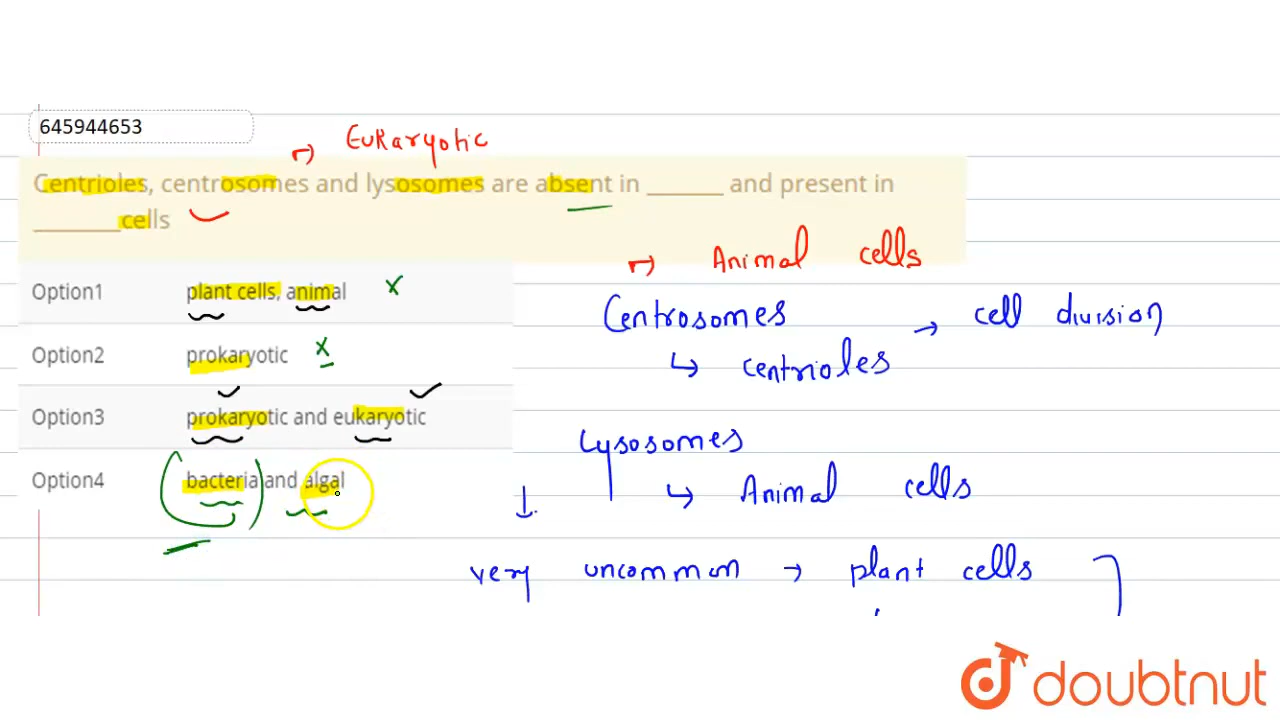 645944653
Eukaryotic
Centrioles, centrosomes and lysosomes are absent in _______ and present in
________cells
Animal cells
Option1 plant cells, animal x
Centrosomes → cell division
Option2 prokaryotic x
↳ centrioles
Option3 prokaryotic and eukaryotic
Lysosomes
Option4 bacteria and algal
↳ Animal cells
very uncommon → plant cells
doubtnut